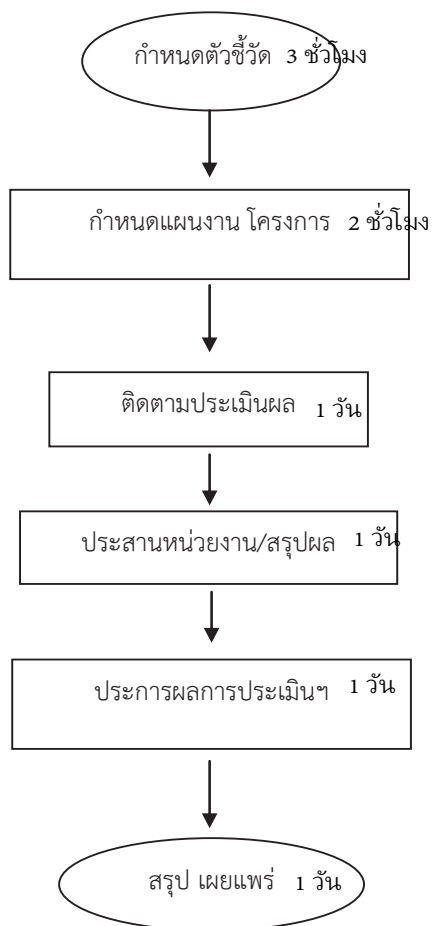 กำหนดตัวชี้วัด 3 ชั่วโมง
กำหนดแผนงาน โครงการ 2 ชั่วโมง
ติดตามประเมินผล 1 วัน
ประสานหน่วยงาน/สรุปผล 1 วัน
ประการผลการประเมินฯ 1 วัน
สรุป เผยแพร่ 1 วัน